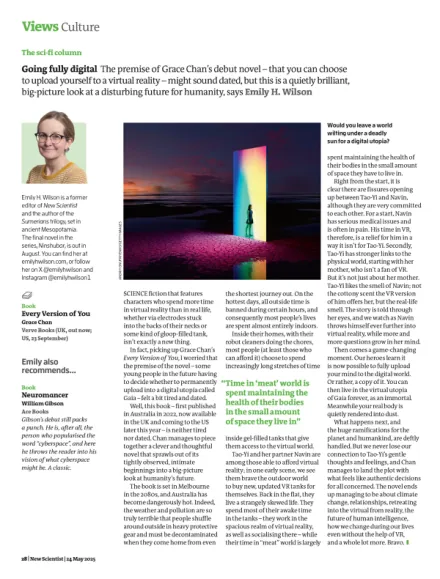 Views Culture
The sci-fi column
Going fully digital The premise of Grace Chan's debut novel – that you can choose
to upload yourself to a virtual reality – might sound dated, but this is a quietly brilliant,
big-picture look at a disturbing future for humanity, says Emily H. Wilson
Emily H. Wilson is a former
editor of New Scientist
and the author of the
Sumerians trilogy, set in
ancient Mesopotamia.
The final novel in the
series, Ninshubar, is out in
August. You can find her at
emilyhwilson.com, or follow
her on X @emilyhwilson and
Instagram @emilyhwilson1
Book
Every Version of You
Grace Chan
Verve Books (UK, out now;
US, 23 September)
Emily also
recommends...
Book
Neuromancer
William Gibson
Ace Books
Gibson's debut still packs
a punch. He is, after all, the
person who popularised the
word "cyberspace", and here
he throws the reader into his
vision of what cyberspace
might be. A classic.
SCIENCE fiction that features
characters who spend more time
in virtual reality than in real life,
whether via electrodes stuck
into the backs of their necks or
some kind of gloop-filled tank,
isn't exactly a new thing.
In fact, picking up Grace Chan's
Every Version of You, I worried that
the premise of the novel – some
young people in the future having
to decide whether to permanently
upload into a digital utopia called
Gaia – felt a bit tired and dated.
Well, this book – first published
in Australia in 2022, now available
in the UK and coming to the US
later this year – is neither tired
nor dated. Chan manages to piece
together a clever and thoughtful
novel that sprawls out of its
tightly observed, intimate
beginnings into a big-picture
look at humanity's future.
The book is set in Melbourne
in the 2080s, and Australia has
become dangerously hot. Indeed,
the weather and pollution are so
truly terrible that people shuffle
around outside in heavy protective
gear and must be decontaminated
when they come home from even
the shortest journey out. On the
hottest days, all outside time is
banned during certain hours, and
consequently most people's lives
are spent almost entirely indoors.
Inside their homes, with their
robot cleaners doing the chores,
most people (at least those who
can afford it) choose to spend
increasingly long stretches of time
"Time in 'meat' world is
spent maintaining the
health of their bodies
in the small amount
of space they live in"
inside gel-filled tanks that give
them access to the virtual world.
Tao-Yi and her partner Navin are
among those able to afford virtual
reality, in one early scene, we see
them brave the outdoor world
to buy new, updated VR tanks for
themselves. Back in the flat, they
live a strangely skewed life. They
spend most of their awake time
in the tanks – they work in the
spacious realm of virtual reality,
as well as socialising there – while
their time in "meat" world is largely
Would you leave a world
wilting under a deadly
sun for a digital utopia?
spent maintaining the health of
their bodies in the small amount
of space they have to live in.
Right from the start, it is
clear there are fissures opening
up between Tao-Yi and Navin,
although they are very committed
to each other. For a start, Navin
has serious medical issues and
is often in pain. His time in VR,
therefore, is a relief for him in a
way it isn't for Tao-Yi. Secondly,
Tao-Yi has stronger links to the
physical world, starting with her
mother, who isn't a fan of VR.
But it's not just about her mother.
Tao-Yi likes the smell of Navin; not
the cottony scent the VR version
of him offers her, but the real-life
smell. The story is told through
her eyes, and we watch as Navin
throws himself ever further into
virtual reality, while more and
more questions grow in her mind.
Then comes a game-changing
moment. Our heroes learn it
is now possible to fully upload
your mind to the digital world.
Or rather, a copy of it. You can
then live in the virtual utopia
of Gaia forever, as an immortal.
Meanwhile your real body is
quietly rendered into dust.
What happens next, and
the huge ramifications for the
planet and humankind, are deftly
handled. But we never lose our
connection to Tao-Yi's gentle
thoughts and feelings, and Chan
manages to land the plot with
what feels like authentic decisions
for all concerned. The novel ends
up managing to be about climate
change, relationships, retreating
into the virtual from reality, the
future of human intelligence,
how we change during our lives
even without the help of VR,
and a whole lot more. Bravo.
28 | New Scientist | 24 May 2025